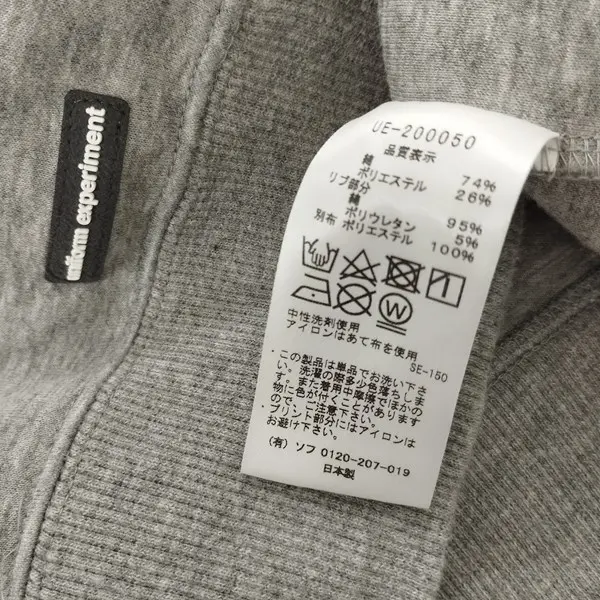 uniform experiment
UE-200050
品質表示
綿 74%
ポリエステル 26%
リブ部分
綿 95%
ポリウレタン 5%
別布 ポリエステル 100%
W
1
中性洗剤使用
アイロンはあて布を使用
SE-150
・この製品は単品でお洗い下さ
い。洗濯の際多少色落ちしま
す。また着用中摩擦でほかの
物に色が付くことがあります
ので、ご注意下さい。
・プリント部分にはアイロンは
お避け下さい。
(有) ソフ 0120-207-019
日本製